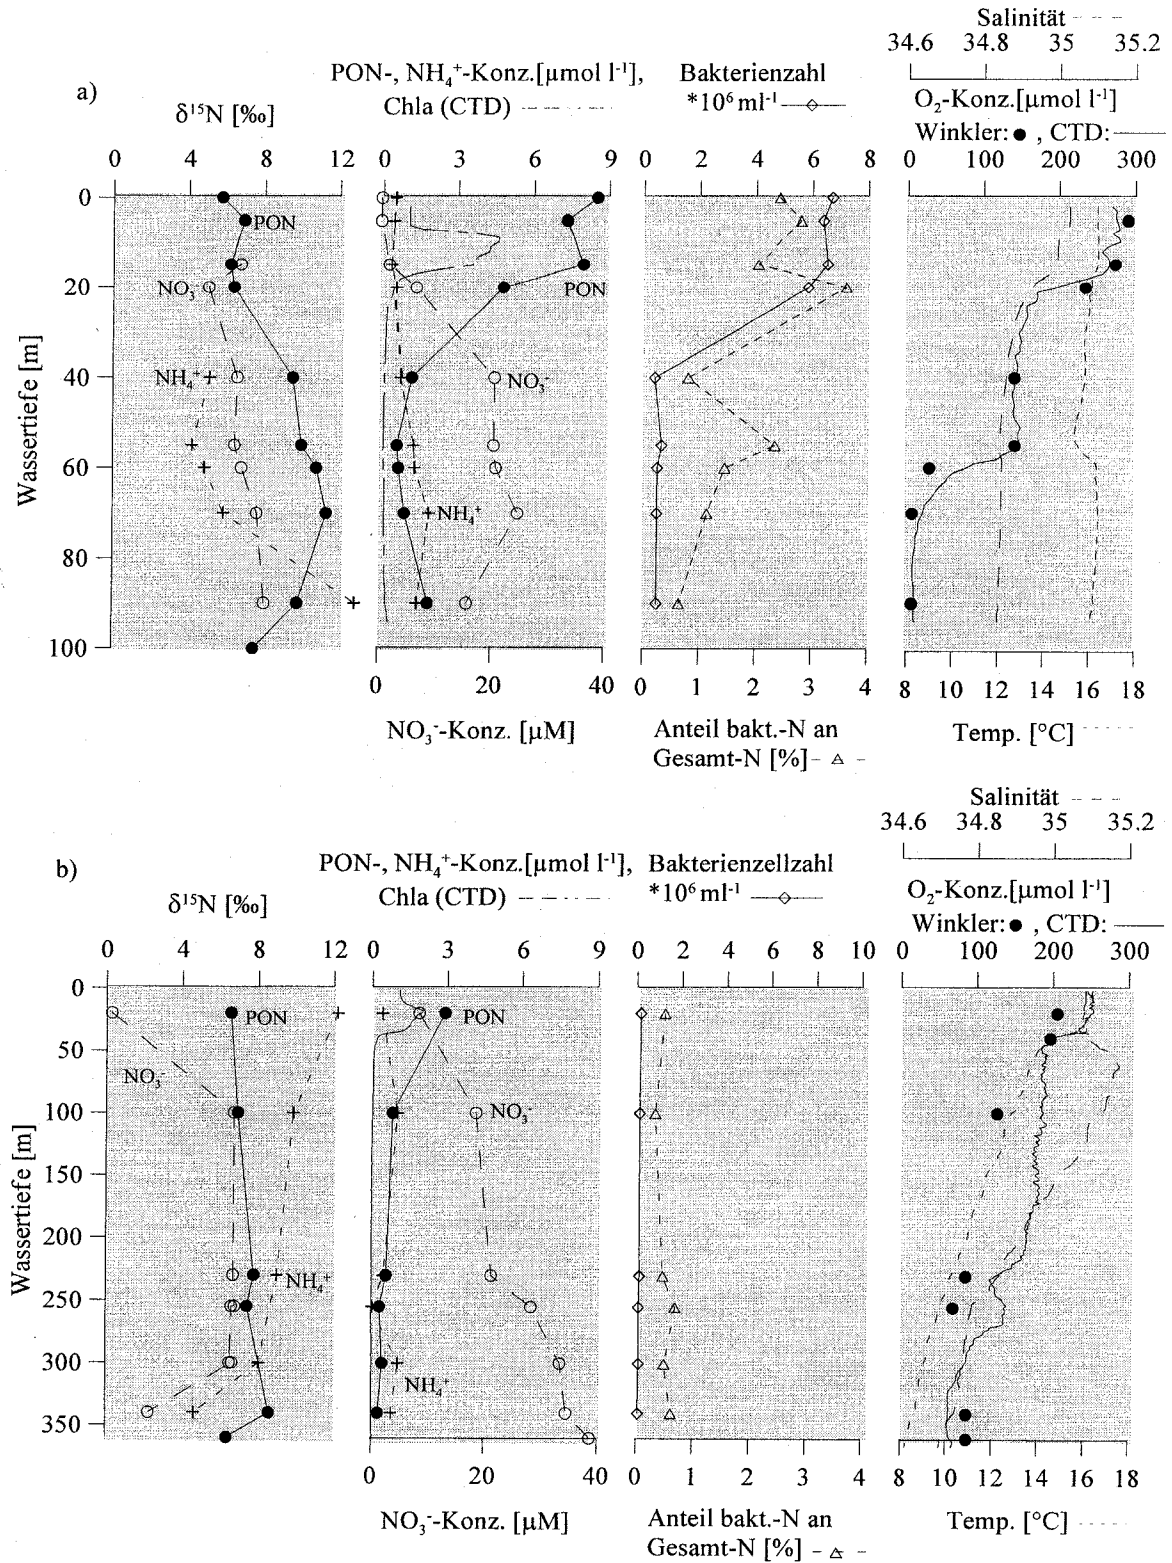 Salinität
34.6 34.8 35 35.2
a)
PON-, NH₄⁺-Konz.[µmol l⁻¹],
Chla (CTD)
Bakterienzahl
*10⁶ ml⁻¹
O₂-Konz.[µmol l⁻¹]
Winkler: ● , CTD:
δ¹⁵N [‰]
0 4 8 12
0 3 6 9
0 2 4 6 8
0 100 200 300
Wassertiefe [m]
0
20
40
60
80
100
PON
NO₃⁻
NH₄⁺
PON
NO₃⁻
NH₄⁺
0 20 40
NO₃⁻-Konz. [µM]
0 1 2 3 4
Anteil bakt.-N an
Gesamt-N [%]
8 10 12 14 16 18
Temp. [°C]
Salinität
34.6 34.8 35 35.2
b)
PON-, NH₄⁺-Konz.[µmol l⁻¹],
Chla (CTD)
Bakterienzellzahl
*10⁶ ml⁻¹
O₂-Konz.[µmol l⁻¹]
Winkler: ● , CTD:
δ¹⁵N [‰]
0 4 8 12
0 3 6 9
0 1 2 4 6 8 10
0 100 200 300
Wassertiefe [m]
0
50
100
150
200
250
300
350
PON
NO₃⁻
NH₄⁺
PON
NO₃⁻
NH₄⁺
0 20 40
NO₃⁻-Konz. [µM]
0 1 2 3 4
Anteil bakt.-N an
Gesamt-N [%]
8 10 12 14 16 18
Temp. [°C]